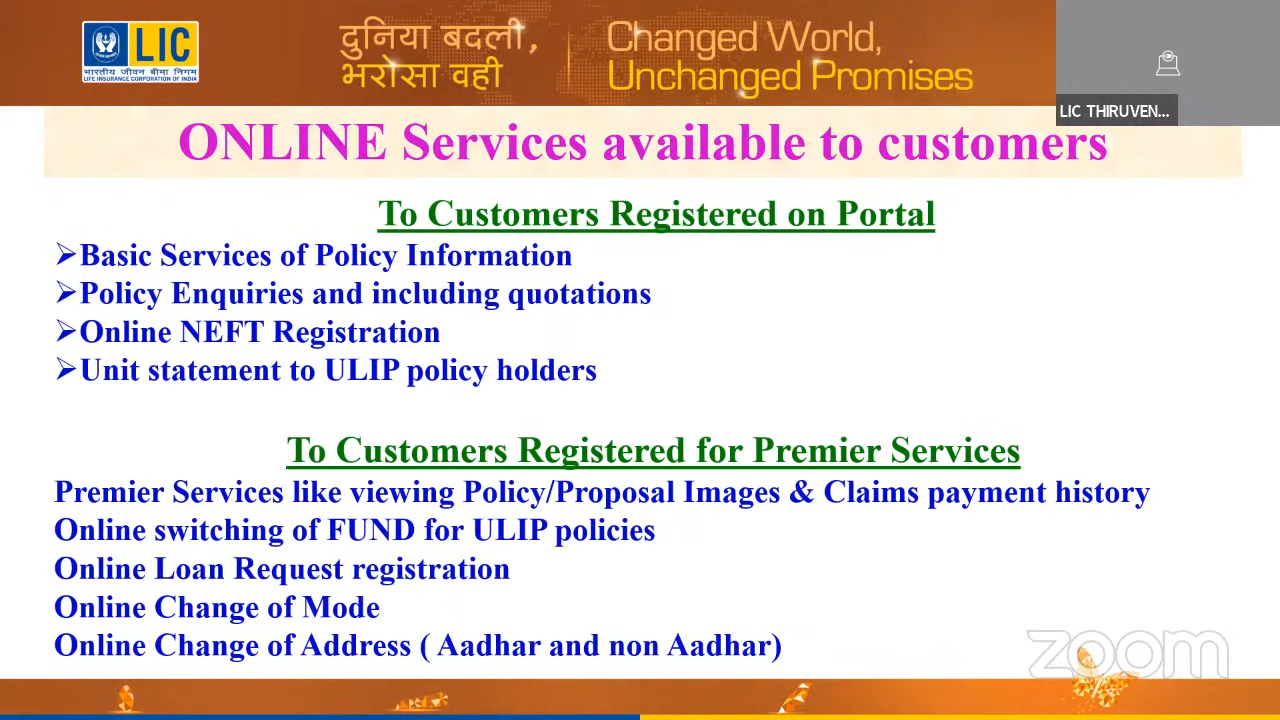 LIC
भारतीय जीवन बीमा निगम
LIFE INSURANCE CORPORATION OF INDIA
दुनिया बदली,
भरोसा वही
Changed World,
Unchanged Promises
LIC THIRUVEN...
ONLINE Services available to customers
To Customers Registered on Portal
➢Basic Services of Policy Information
➢Policy Enquiries and including quotations
➢Online NEFT Registration
➢Unit statement to ULIP policy holders
To Customers Registered for Premier Services
Premier Services like viewing Policy/Proposal Images & Claims payment history
Online switching of FUND for ULIP policies
Online Loan Request registration
Online Change of Mode
Online Change of Address ( Aadhar and non Aadhar)
zoom